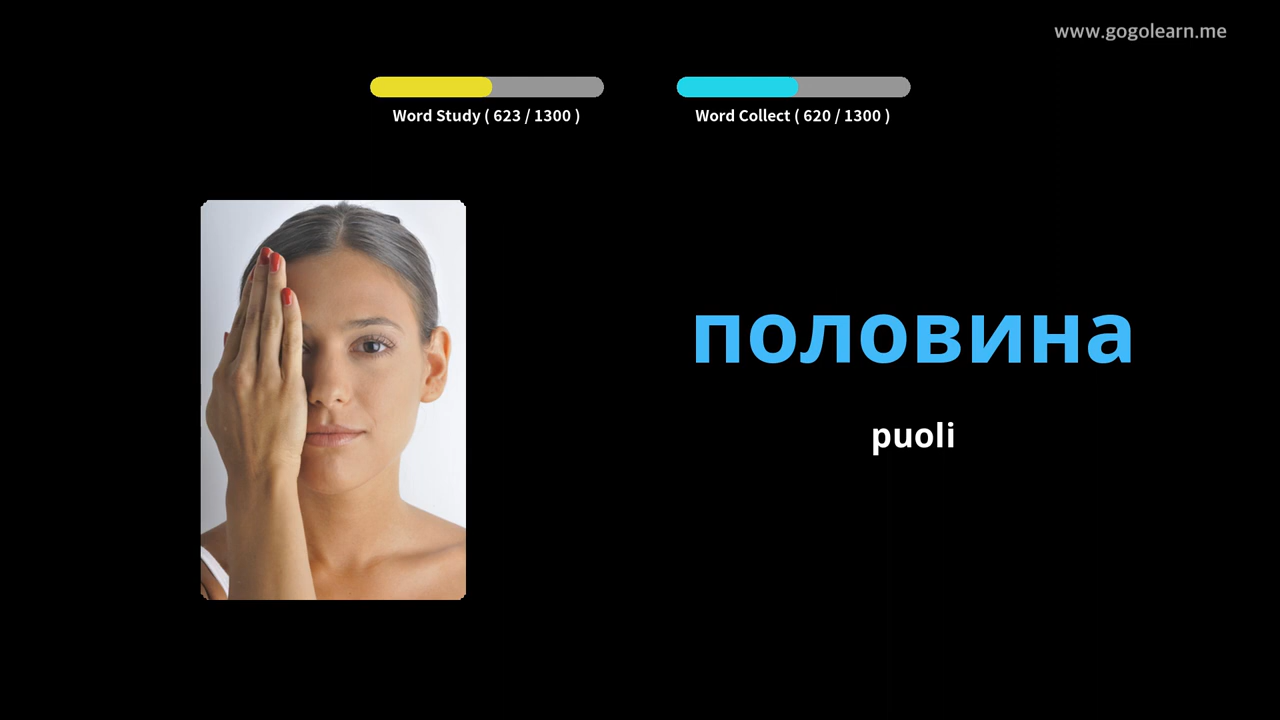 www.gogolearn.me
Word Study ( 623 / 1300 )
Word Collect ( 620 / 1300 )
половина
puoli